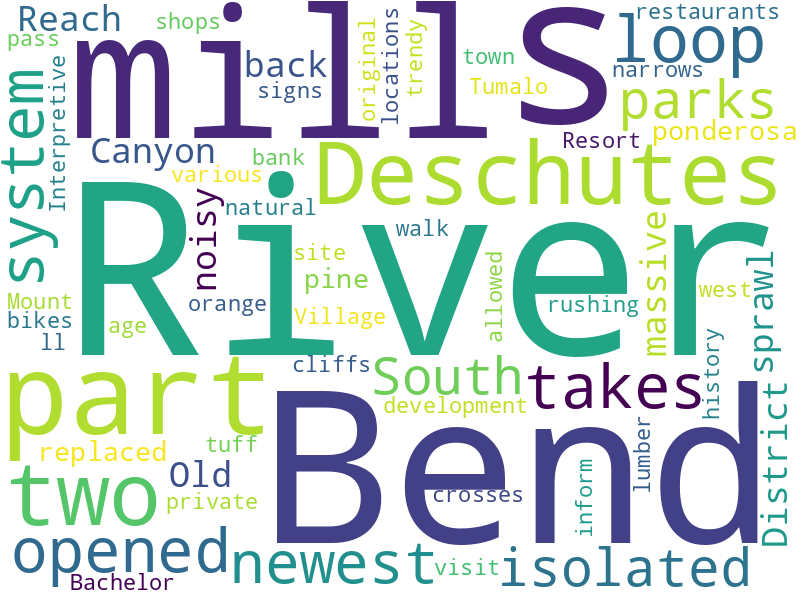 Reach
shops
restaurants
pass
mills
loop
back
original
locations
trendy
town
narrows
signs
Tumalo
system
Interpretive
parks
ponderosa
Canyon
bank
Resort
Deschutes
various
noisy
natural
walk
River
site
massive
sprawl
pine
allowed
west
Mount
orange
rushing
bikes
age
Village
ll
cliffs
history
part
South
takes
development
District
replaced
tuff
Bend
lumber
Old
two
private
crosses
inform
opened
newest
visit
isolated
Bachelor